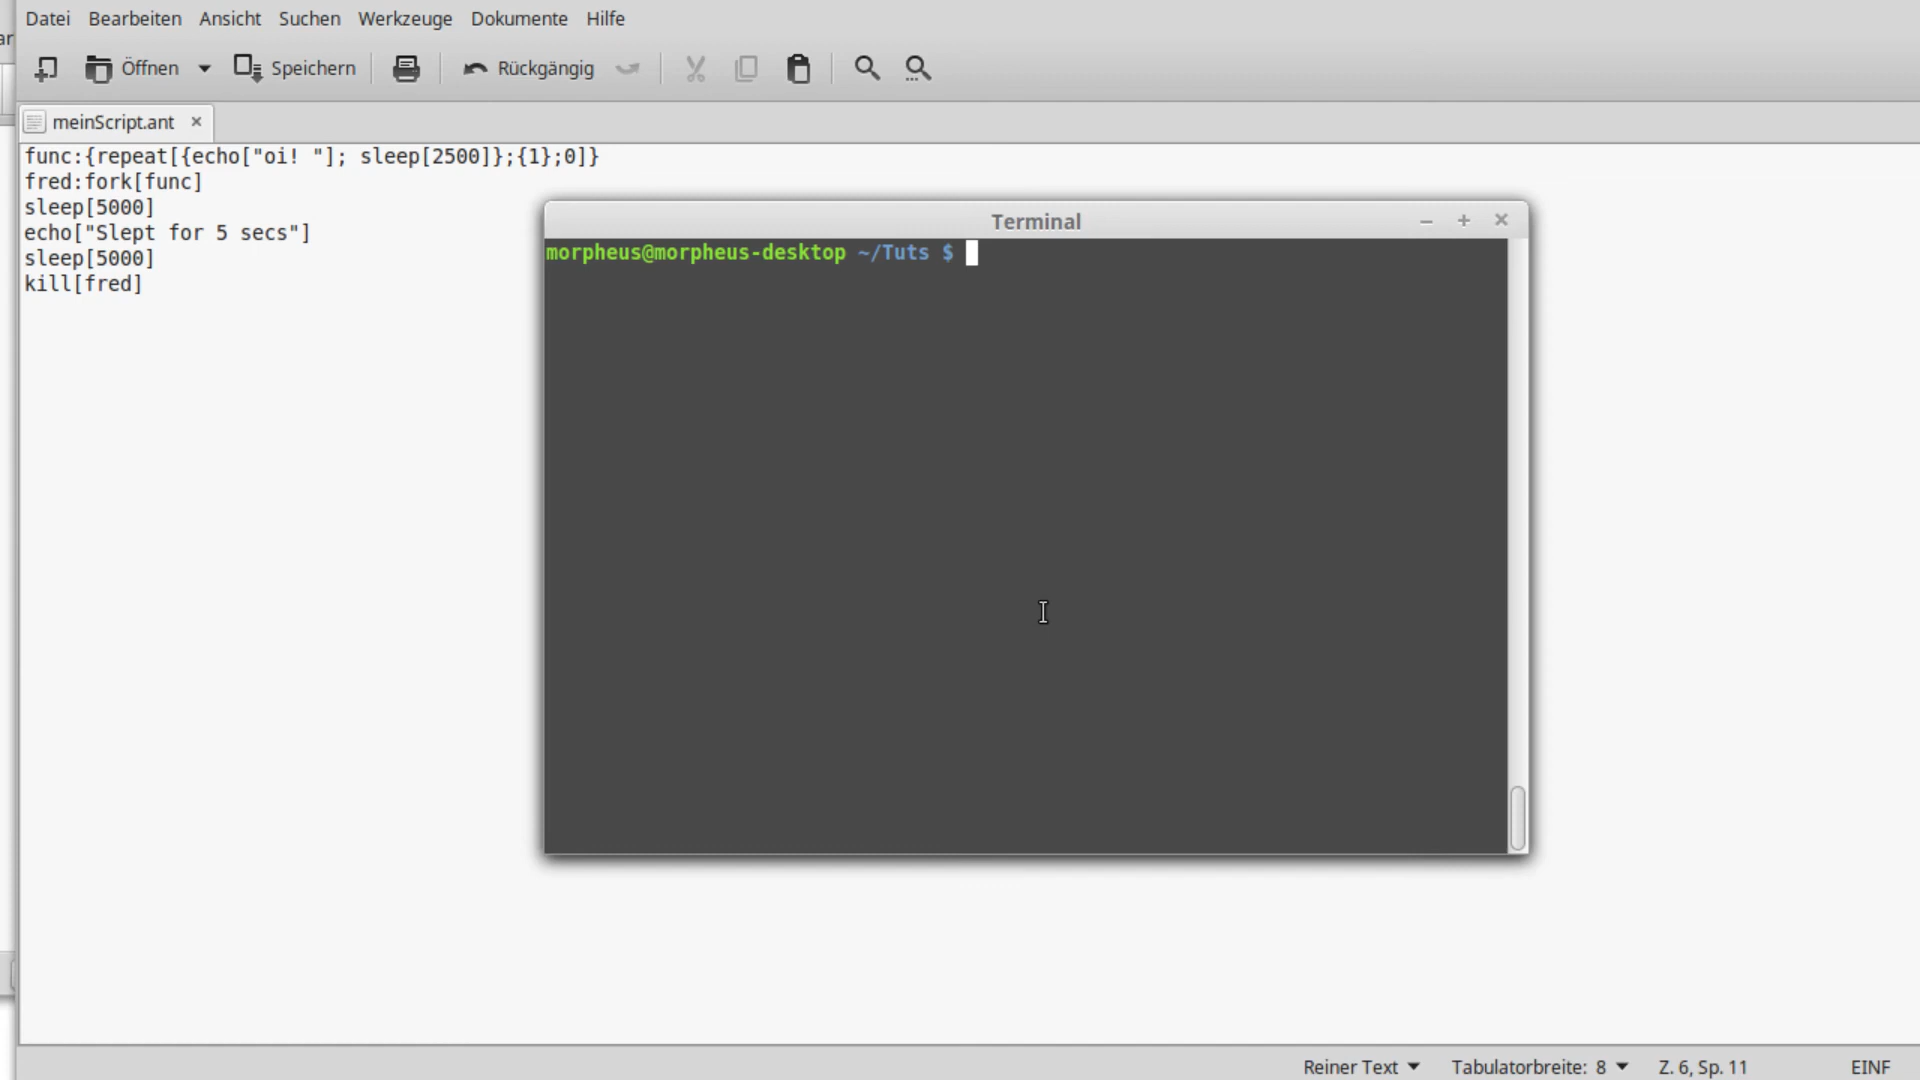 Datei Bearbeiten Ansicht Suchen Werkzeuge Dokumente Hilfe
Öffnen Speichern Rückgängig
meinScript.ant
func:{repeat[{echo["oi! "]; sleep[2500]};{1};0]}
fred:fork[func]
sleep[5000]
echo["Slept for 5 secs"]
sleep[5000]
kill[fred]
Terminal
morpheus@morpheus-desktop ~/Tuts $
Reiner Text Tabulatorbreite: 8 Z. 6, Sp. 11 EINF